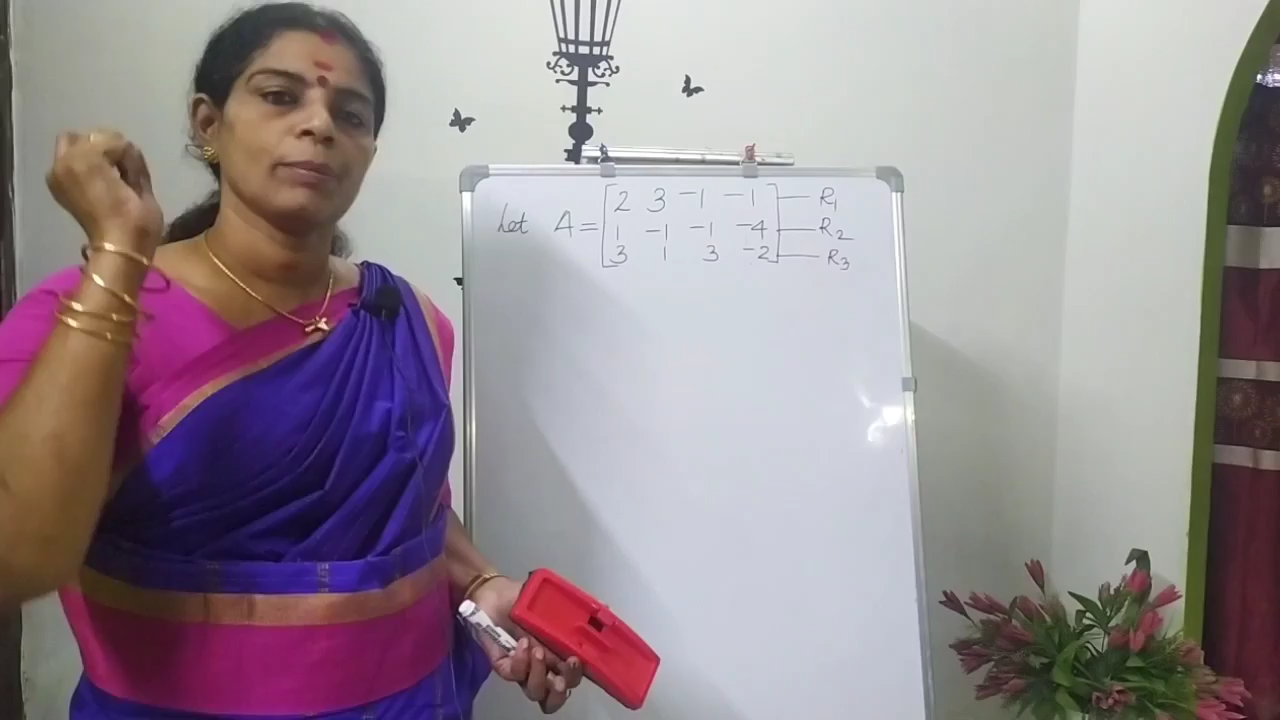 Let A = [2 3 -1 -1] — R1
[1 -1 -1 -4] — R2
[3 1 3 -2] — R3